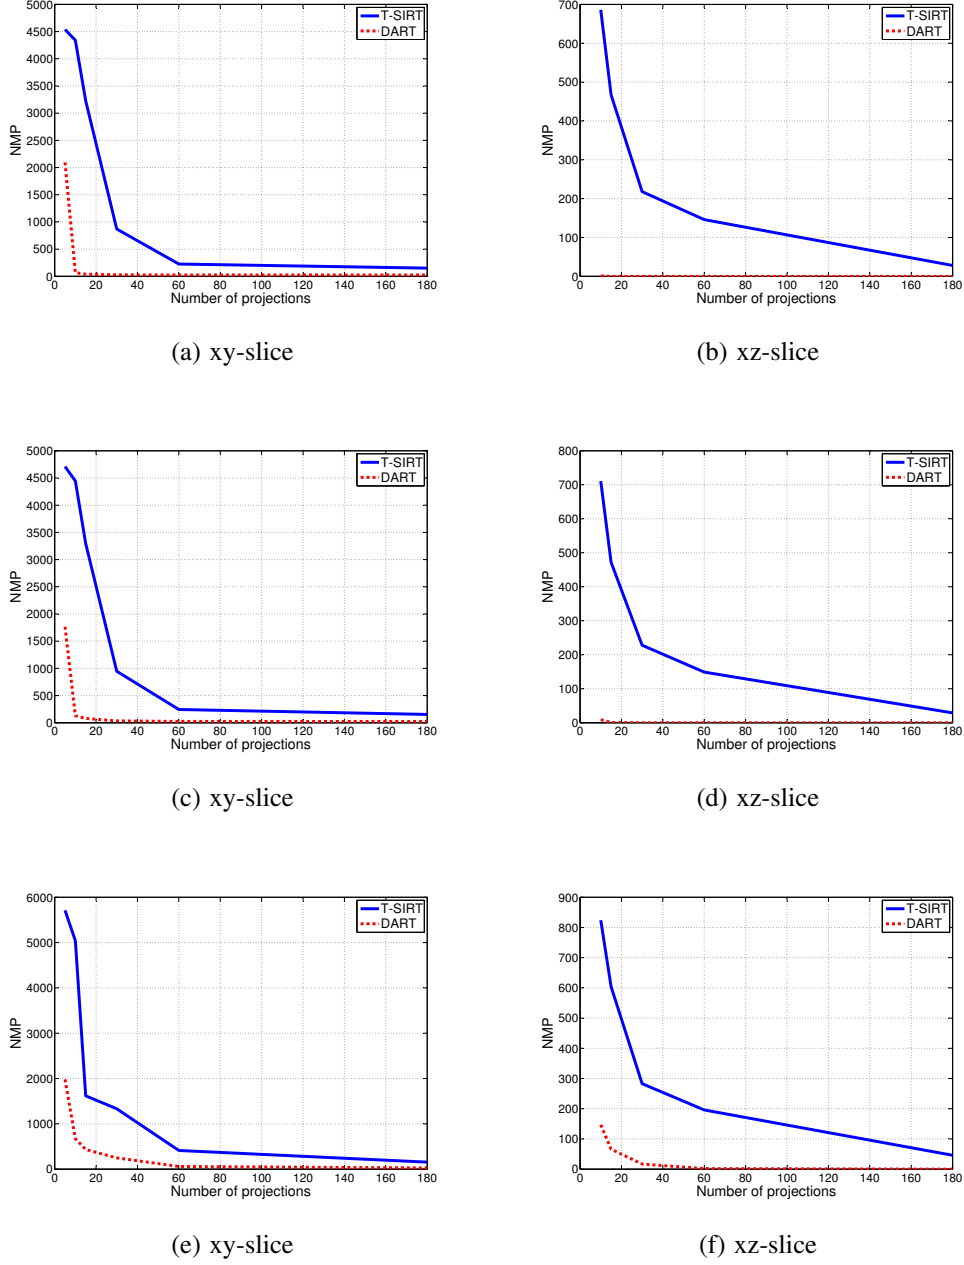 5000
4500
4000
3500
3000
2500
2000
1500
1000
500
0
NMP
0 20 40 60 80 100 120 140 160 180
Number of projections
T-SIRT
DART
(a) xy-slice
700
600
500
400
300
200
100
0
NMP
0 20 40 60 80 100 120 140 160 180
Number of projections
T-SIRT
DART
(b) xz-slice
5000
4500
4000
3500
3000
2500
2000
1500
1000
500
0
NMP
0 20 40 60 80 100 120 140 160 180
Number of projections
T-SIRT
DART
(c) xy-slice
800
700
600
500
400
300
200
100
0
NMP
0 20 40 60 80 100 120 140 160 180
Number of projections
T-SIRT
DART
(d) xz-slice
6000
5000
4000
3000
2000
1000
0
NMP
0 20 40 60 80 100 120 140 160 180
Number of projections
T-SIRT
DART
(e) xy-slice
900
800
700
600
500
400
300
200
100
0
NMP
0 20 40 60 80 100 120 140 160 180
Number of projections
T-SIRT
DART
(f) xz-slice